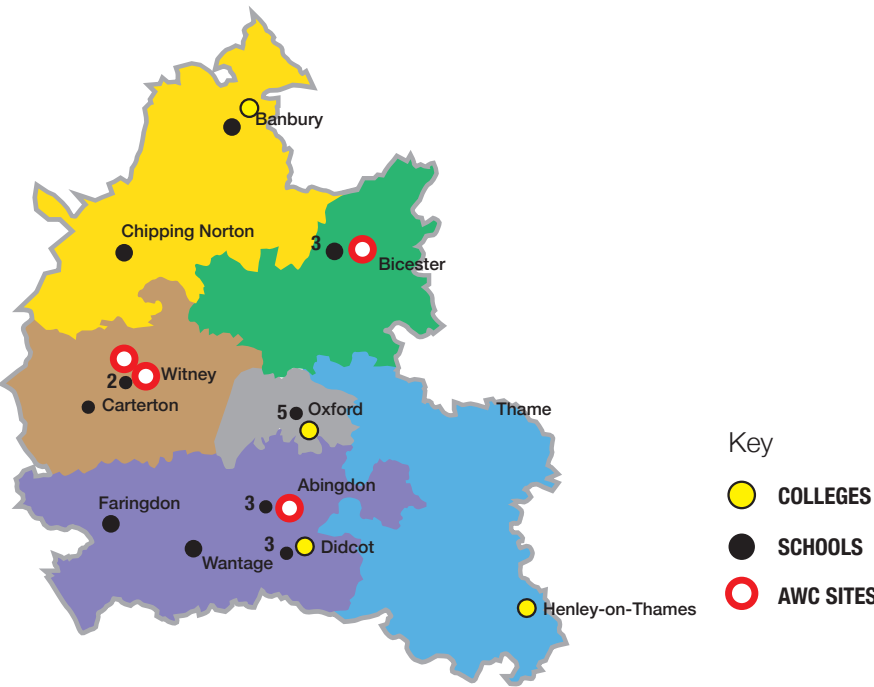 Banbury
Chipping Norton
3
Bicester
Witney
2
Carterton
5 Oxford
Thame
Key
Abingdon
COLLEGES
Faringdon
3
3 Didcot
SCHOOLS
Wantage
AWC SITES
Henley-on-Thames